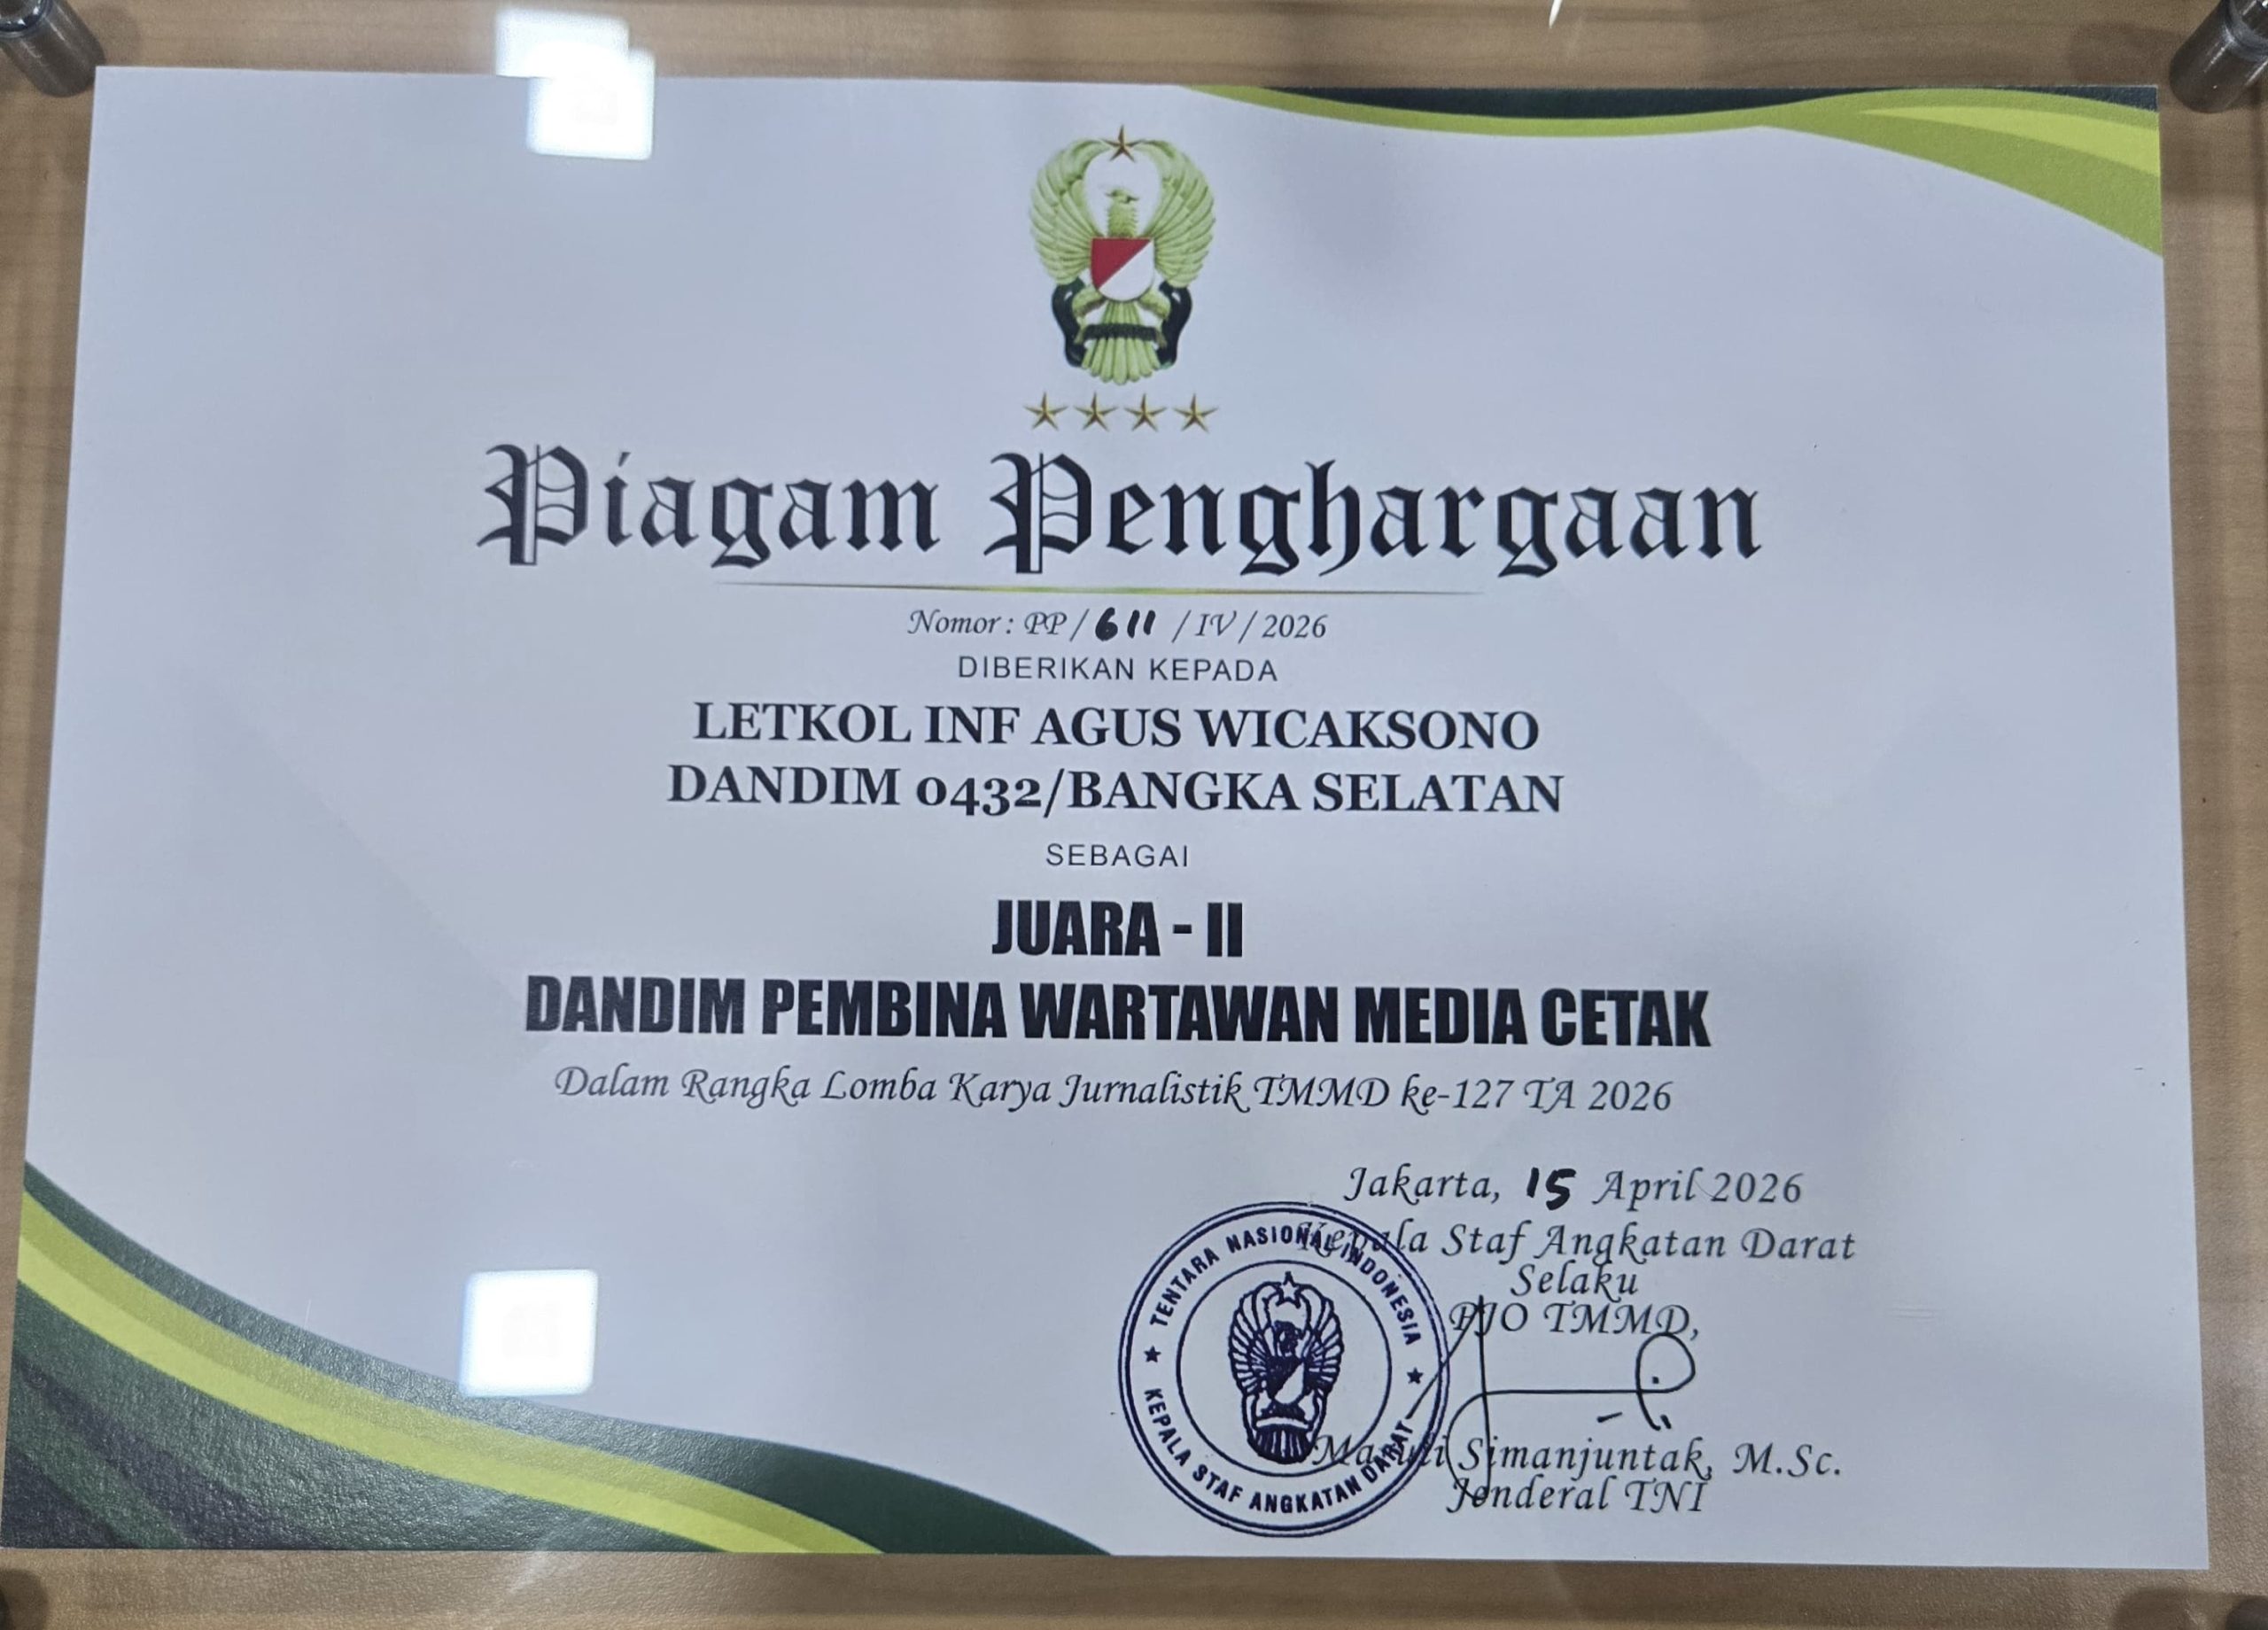 Piagam Penghargaan
Nomor : PP / 611 / IV / 2026
DIBERIKAN KEPADA
LETKOL INF AGUS WICAKSONO
DANDIM 0432/BANGKA SELATAN
SEBAGAI
JUARA - II
DANDIM PEMBINA WARTAWAN MEDIA CETAK
Dalam Rangka Lomba Karya Jurnalistik TMMD ke-127 TA 2026
Jakarta, 15 April 2026
Kepala Staf Angkatan Darat
Selaku
PJO TMMD,
TENTARA NASIONAL INDONESIA
KEPALA STAF ANGKATAN DARAT
Maruli Simanjuntak, M.Sc.
Jenderal TNI